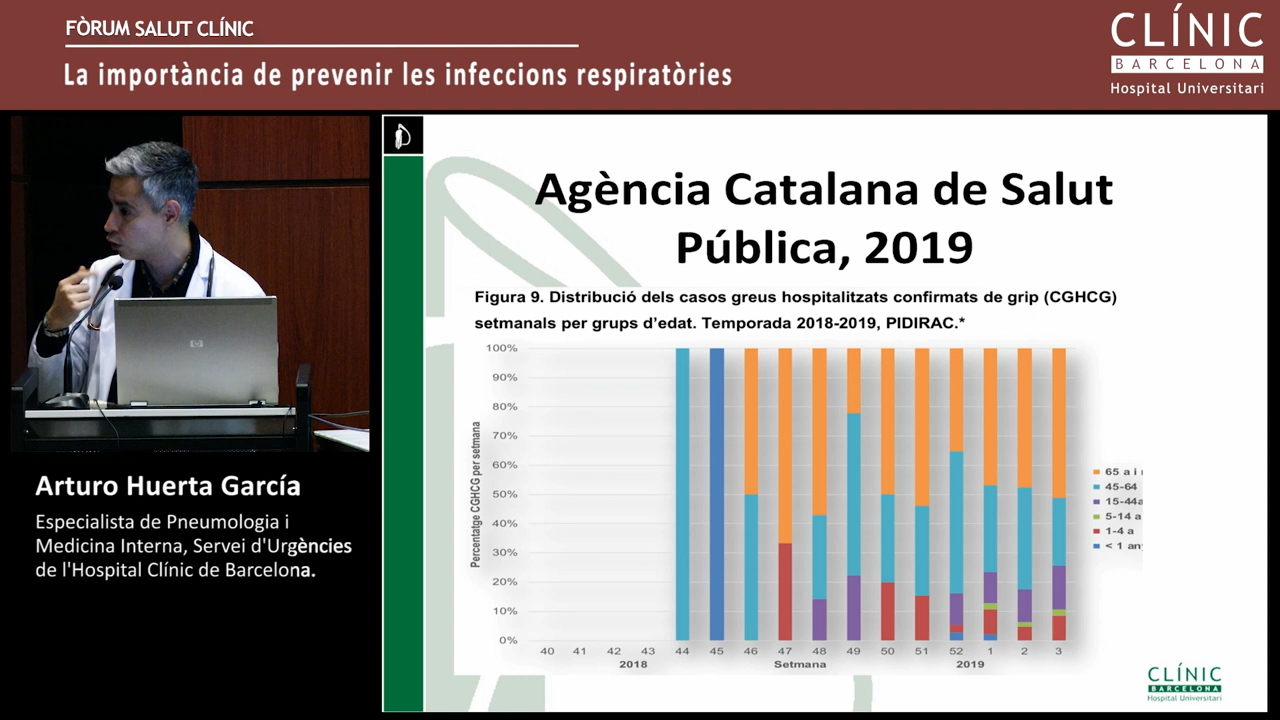 FÒRUM SALUT CLÍNIC
La importància de prevenir les infeccions respiratòries
CLÍNIC
BARCELONA
Hospital Universitari
Agència Catalana de Salut
Pública, 2019
Figura 9. Distribució dels casos greus hospitalitzats confirmats de grip (CGHCG)
setmanals per grups d'edat. Temporada 2018-2019, PIDIRAC.*
Percentatge CGHCG per setmana
100%
90%
80%
70%
60%
50%
40%
30%
20%
10%
0%
40 41 42 43 44 45 46 47 48 49 50 51 52 1 2 3
2018 Setmana 2019
65 a i
45-64
15-44a
5-14 a
1-4 a
< 1 an
Arturo Huerta García
Especialista de Pneumologia i
Medicina Interna, Servei d'Urgències
de l'Hospital Clínic de Barcelona.
CLÍNIC
BARCELONA
Hospital Universitari